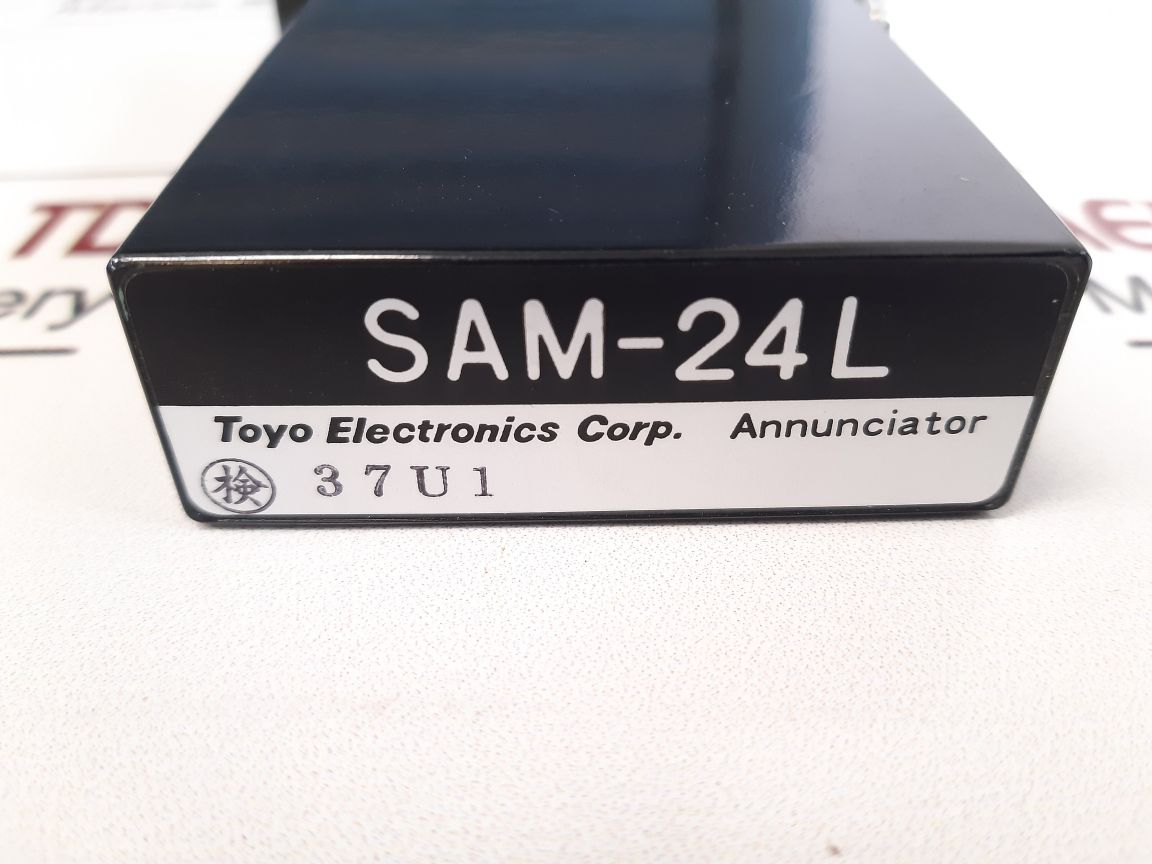 SAM-24L
Toyo Electronics Corp. Annunciator
検 37U1